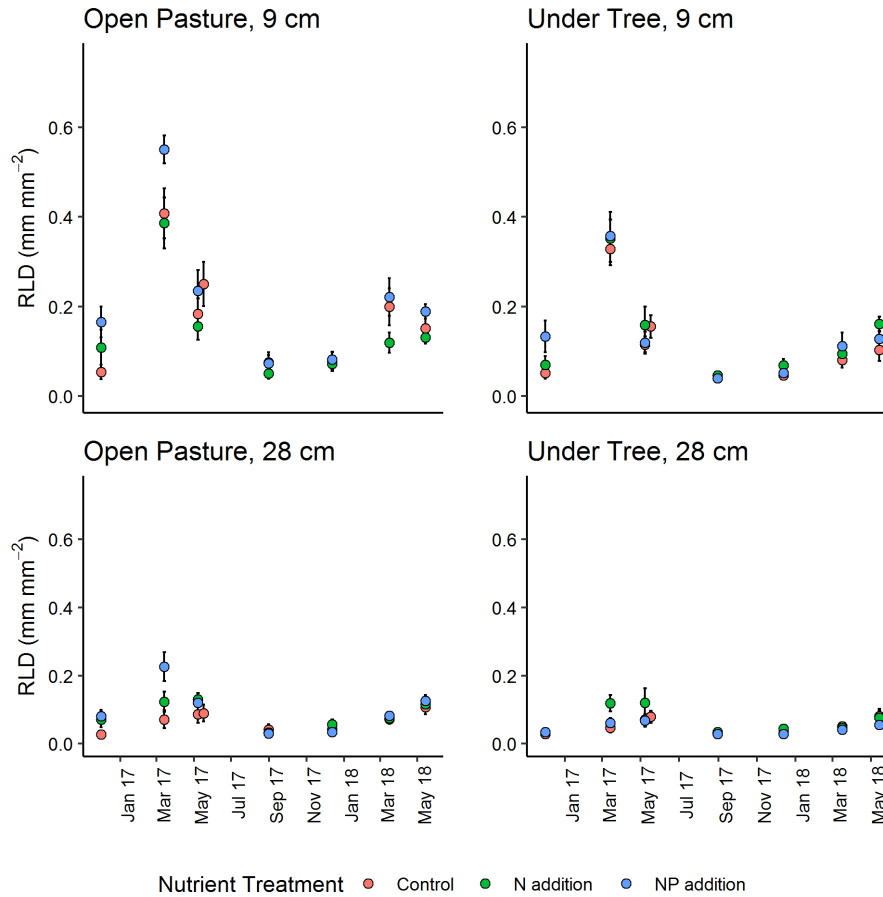 Open Pasture, 9 cm
Under Tree, 9 cm
RLD (mm mm⁻²)
0.6
0.4
0.2
0.0
0.6
0.4
0.2
0.0
Open Pasture, 28 cm
Under Tree, 28 cm
RLD (mm mm⁻²)
0.6
0.4
0.2
0.0
0.6
0.4
0.2
0.0
Jan 17
Mar 17
May 17
Jul 17
Sep 17
Nov 17
Jan 18
Mar 18
May 18
Jan 17
Mar 17
May 17
Jul 17
Sep 17
Nov 17
Jan 18
Mar 18
May 18
Nutrient Treatment Control N addition NP addition